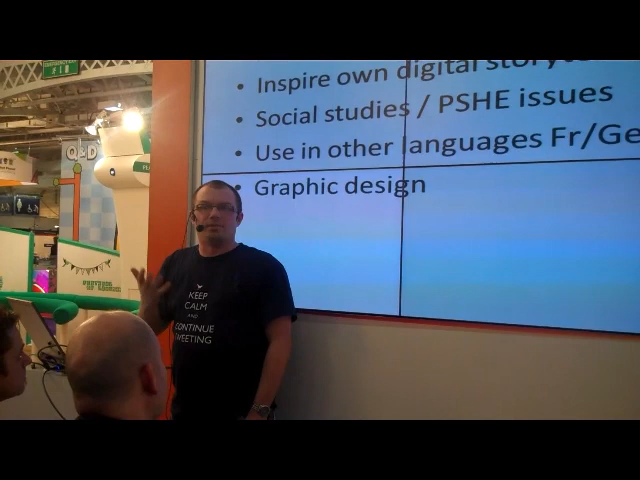 Inspire own digital
• Social studies / PSHE issues
• Use in other languages Fr/Ge
• Graphic design
Q&D
KEEP
CALM
AND
CONTINUE
TWEETING